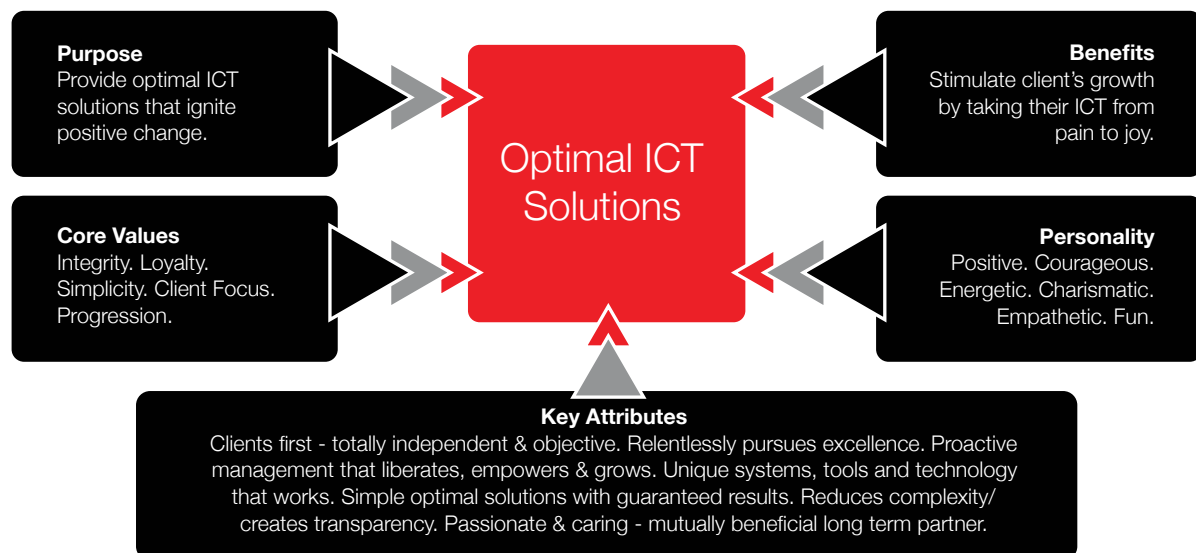 Purpose
Provide optimal ICT
solutions that ignite
positive change.
Benefits
Stimulate client’s growth
by taking their ICT from
pain to joy.
Optimal ICT
Solutions
Core Values
Integrity. Loyalty.
Simplicity. Client Focus.
Progression.
Personality
Positive. Courageous.
Energetic. Charismatic.
Empathetic. Fun.
Key Attributes
Clients first - totally independent & objective. Relentlessly pursues excellence. Proactive
management that liberates, empowers & grows. Unique systems, tools and technology
that works. Simple optimal solutions with guaranteed results. Reduces complexity/
creates transparency. Passionate & caring - mutually beneficial long term partner.